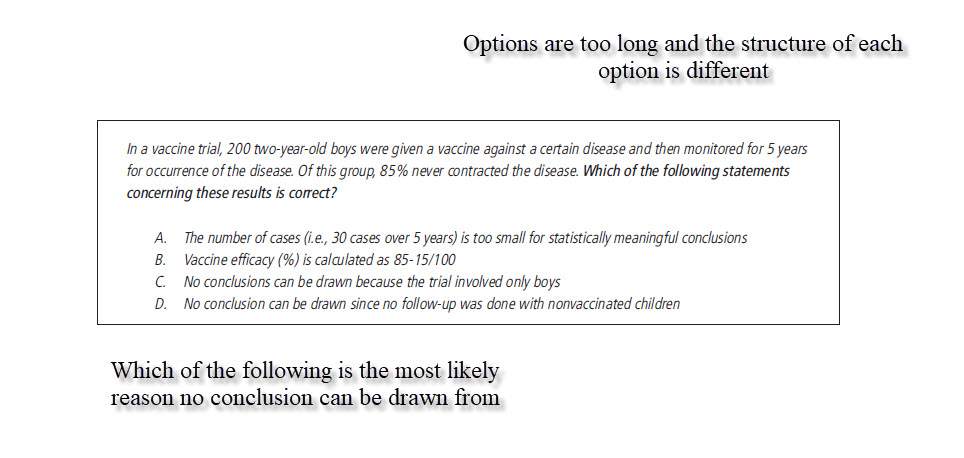 Options are too long and the structure of each
option is different
In a vaccine trial, 200 two-year-old boys were given a vaccine against a certain disease and then monitored for 5 years
for occurrence of the disease. Of this group, 85% never contracted the disease. Which of the following statements
concerning these results is correct?
A. The number of cases (i.e., 30 cases over 5 years) is too small for statistically meaningful conclusions
B. Vaccine efficacy (%) is calculated as 85-15/100
C. No conclusions can be drawn because the trial involved only boys
D. No conclusion can be drawn since no follow-up was done with nonvaccinated children
Which of the following is the most likely
reason no conclusion can be drawn from